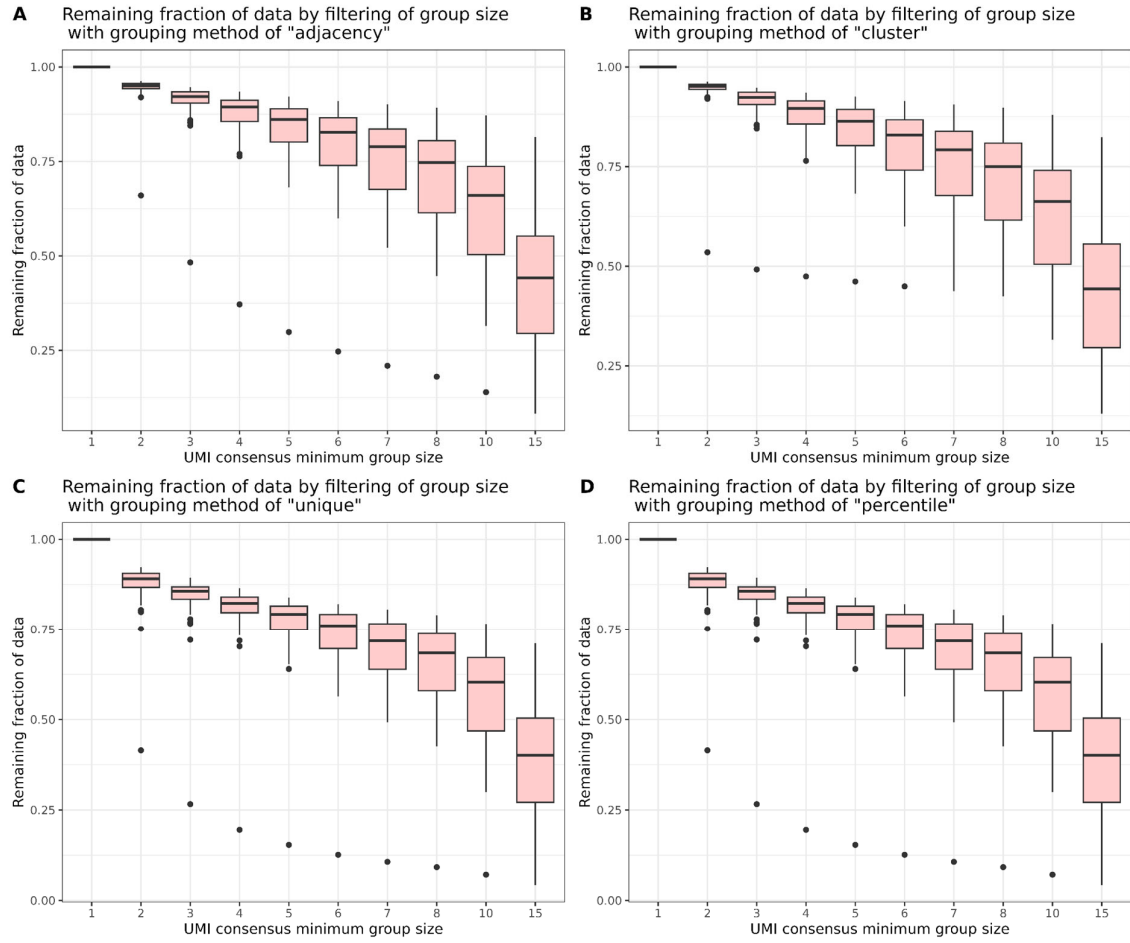 A
Remaining fraction of data by filtering of group size
with grouping method of "adjacency"
1.00
0.75
0.50
0.25
Remaining fraction of data
1 2 3 4 5 6 7 8 10 15
UMI consensus minimum group size
B
Remaining fraction of data by filtering of group size
with grouping method of "cluster"
1.00
0.75
0.50
0.25
Remaining fraction of data
1 2 3 4 5 6 7 8 10 15
UMI consensus minimum group size
C
Remaining fraction of data by filtering of group size
with grouping method of "unique"
1.00
0.75
0.50
0.25
0.00
Remaining fraction of data
1 2 3 4 5 6 7 8 10 15
UMI consensus minimum group size
D
Remaining fraction of data by filtering of group size
with grouping method of "percentile"
1.00
0.75
0.50
0.25
0.00
Remaining fraction of data
1 2 3 4 5 6 7 8 10 15
UMI consensus minimum group size